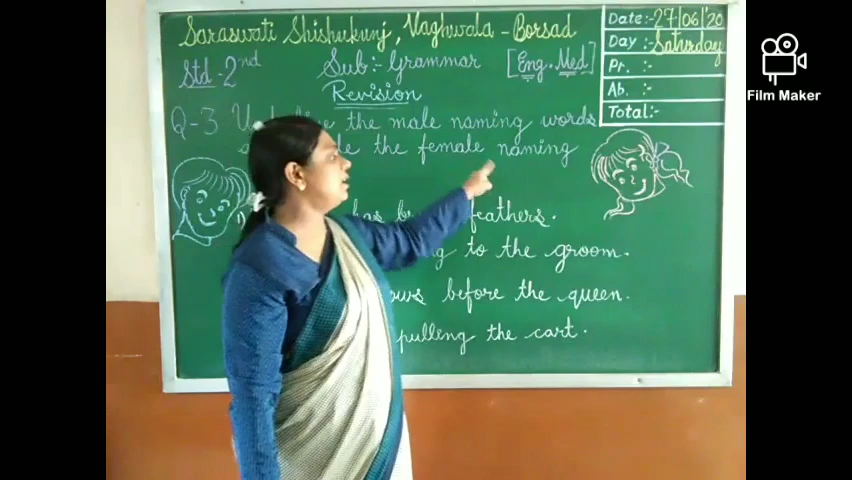 Saraswati Shishukunj, Vaghwala - Borsad
Std - 2nd
Sub :- Grammar
[Eng. Med.]
Revision
Q-3
the male naming words
the female naming
has feathers.
to the groom.
before the queen.
pulleng the cart.
Date:- 27/06/'20
Day:- Saturday
Pr. :-
Ab. :-
Total:-
Film Maker